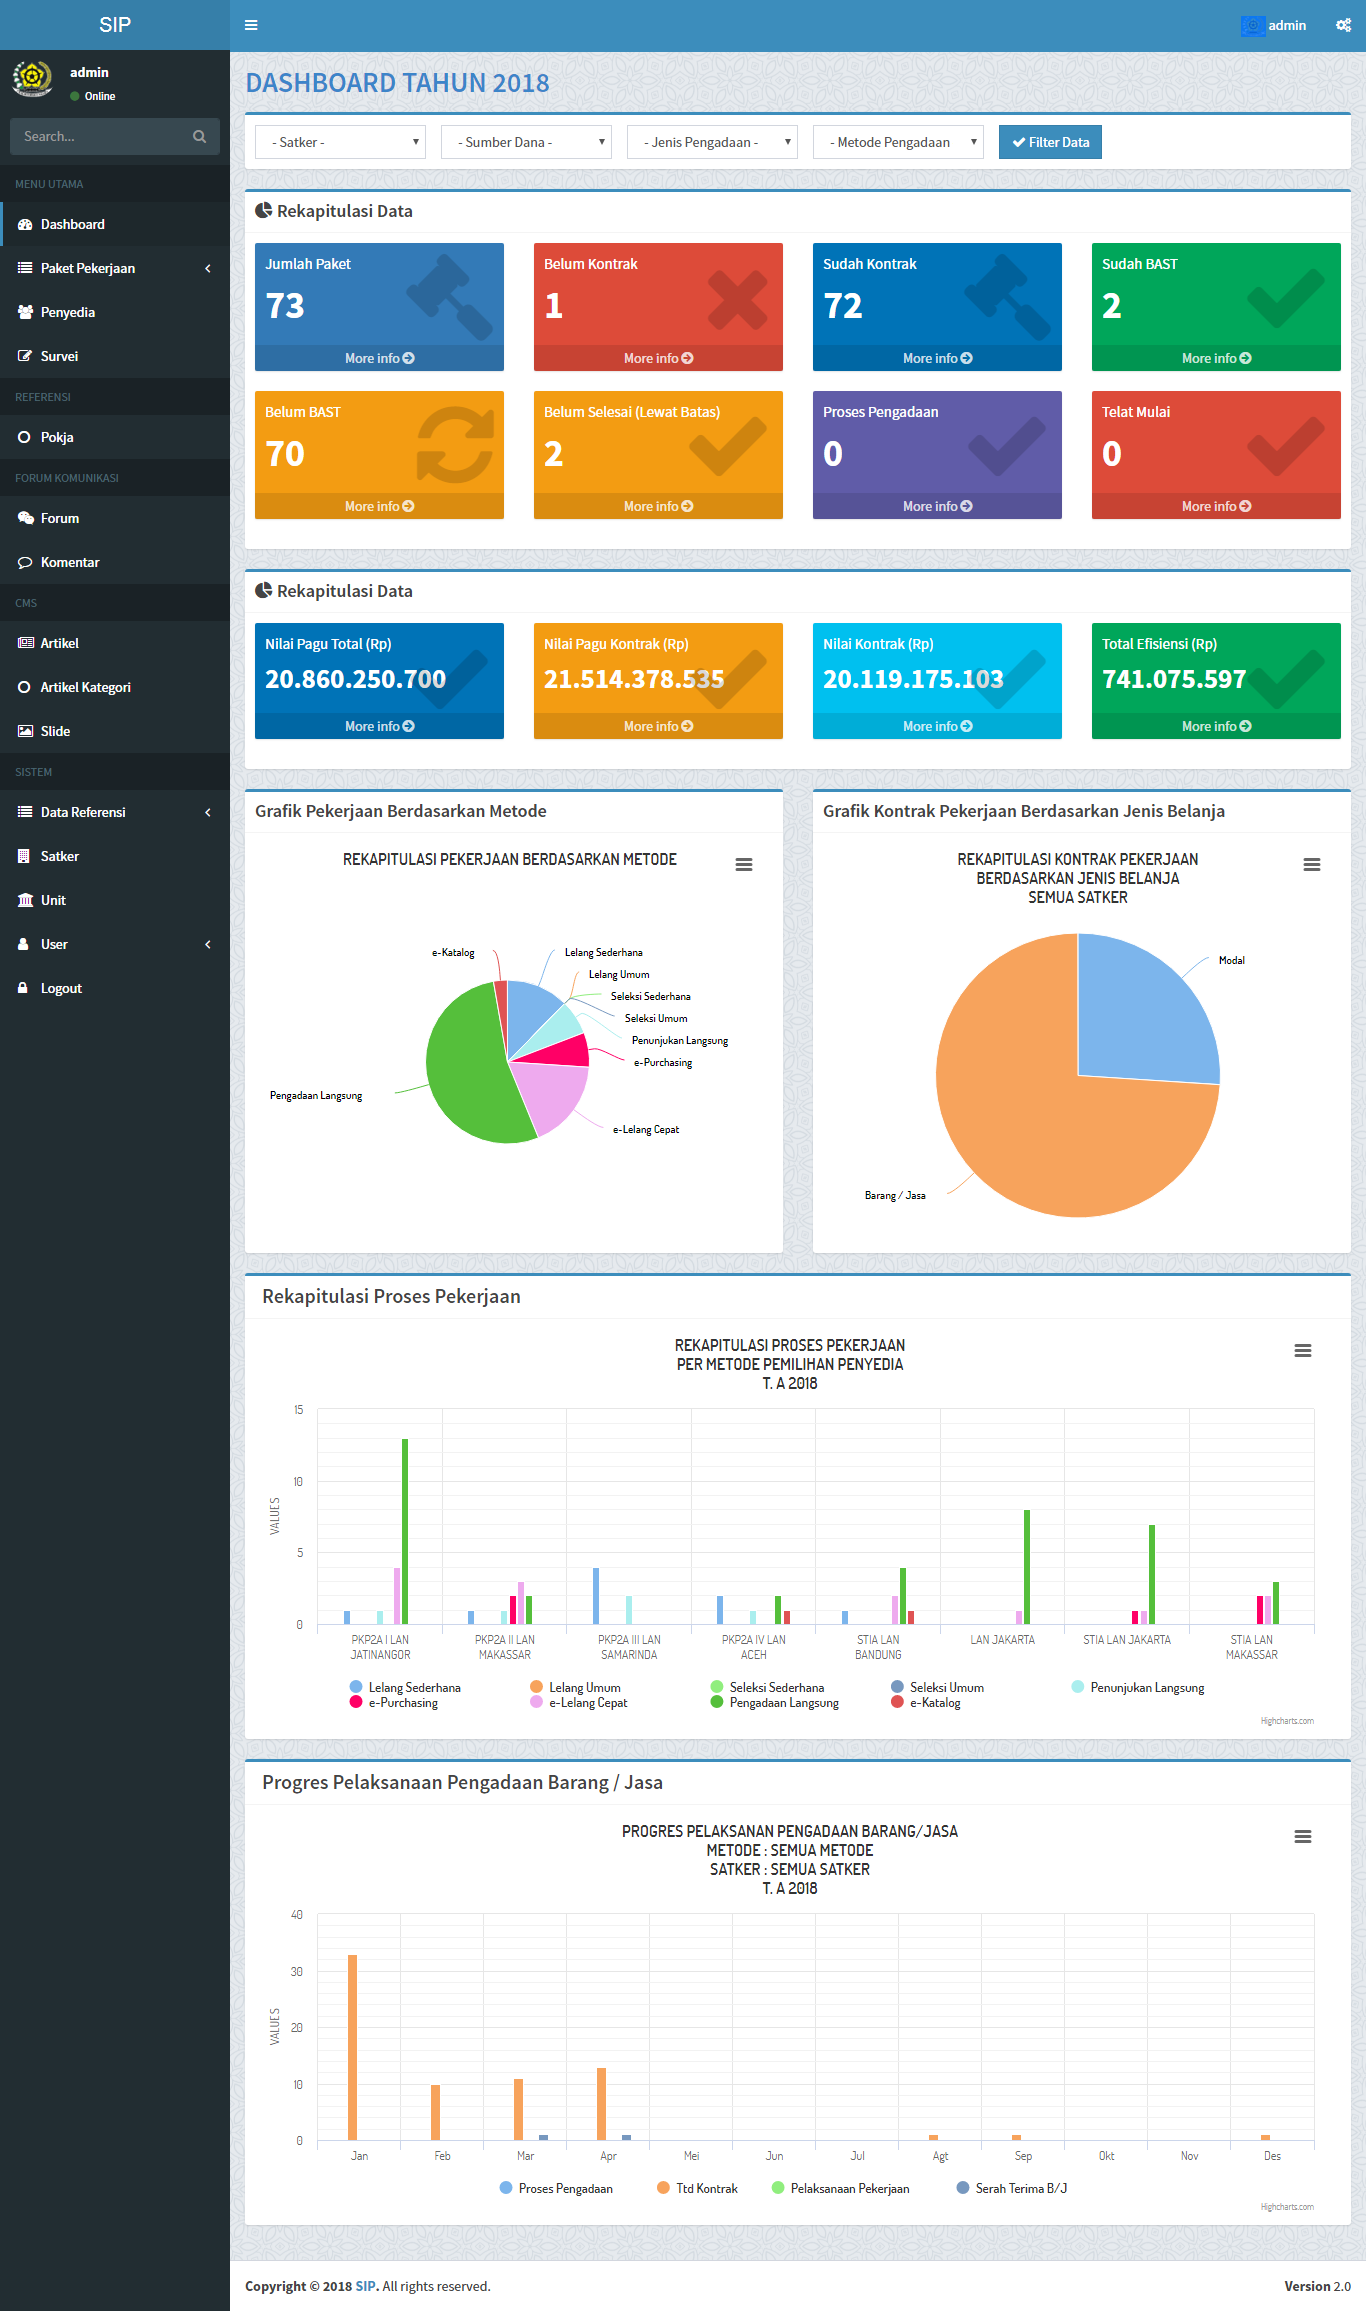 SIP
admin
admin
Online
Search...
MENU UTAMA
Dashboard
Paket Pekerjaan
Penyedia
Survei
REFERENSI
Pokja
FORUM KOMUNIKASI
Forum
Komentar
CMS
Artikel
Artikel Kategori
Slide
SISTEM
Data Referensi
Satker
Unit
User
Logout
DASHBOARD TAHUN 2018
- Satker - - Sumber Dana - - Jenis Pengadaan - - Metode Pengadaan Filter Data
Rekapitulasi Data
Jumlah Paket
73
More info
Belum Kontrak
1
More info
Sudah Kontrak
72
More info
Sudah BAST
2
More info
Belum BAST
70
More info
Belum Selesai (Lewat Batas)
2
More info
Proses Pengadaan
0
More info
Telat Mulai
0
More info
Rekapitulasi Data
Nilai Pagu Total (Rp)
20.860.250.700
More info
Nilai Pagu Kontrak (Rp)
21.514.378.535
More info
Nilai Kontrak (Rp)
20.119.175.103
More info
Total Efisiensi (Rp)
741.075.597
More info
Grafik Pekerjaan Berdasarkan Metode
REKAPITULASI PEKERJAAN BERDASARKAN METODE
e-Katalog
Lelang Sederhana
Lelang Umum
Seleksi Sederhana
Seleksi Umum
Penunjukan Langsung
e-Purchasing
Pengadaan Langsung
e-Lelang Cepat
Grafik Kontrak Pekerjaan Berdasarkan Jenis Belanja
REKAPITULASI KONTRAK PEKERJAAN
BERDASARKAN JENIS BELANJA
SEMUA SATKER
Modal
Barang / Jasa
Rekapitulasi Proses Pekerjaan
REKAPITULASI PROSES PEKERJAAN
PER METODE PEMILIHAN PENYEDIA
T. A 2018
15
10
5
0
VALUES
PKP2A I LAN JATINANGOR
PKP2A II LAN MAKASSAR
PKP2A III LAN SAMARINDA
PKP2A IV LAN ACEH
STIA LAN BANDUNG
LAN JAKARTA
STIA LAN JAKARTA
STIA LAN MAKASSAR
Lelang Sederhana Lelang Umum Seleksi Sederhana Seleksi Umum Penunjukan Langsung
e-Purchasing e-Lelang Cepat Pengadaan Langsung e-Katalog
Highcharts.com
Progres Pelaksanaan Pengadaan Barang / Jasa
PROGRES PELAKSANAN PENGADAAN BARANG/JASA
METODE : SEMUA METODE
SATKER : SEMUA SATKER
T. A 2018
40
30
20
10
0
VALUES
Jan Feb Mar Apr Mei Jun Jul Agt Sep Okt Nov Des
Proses Pengadaan Ttd Kontrak Pelaksanaan Pekerjaan Serah Terima B/J
Highcharts.com
Copyright © 2018 SIP. All rights reserved.
Version 2.0